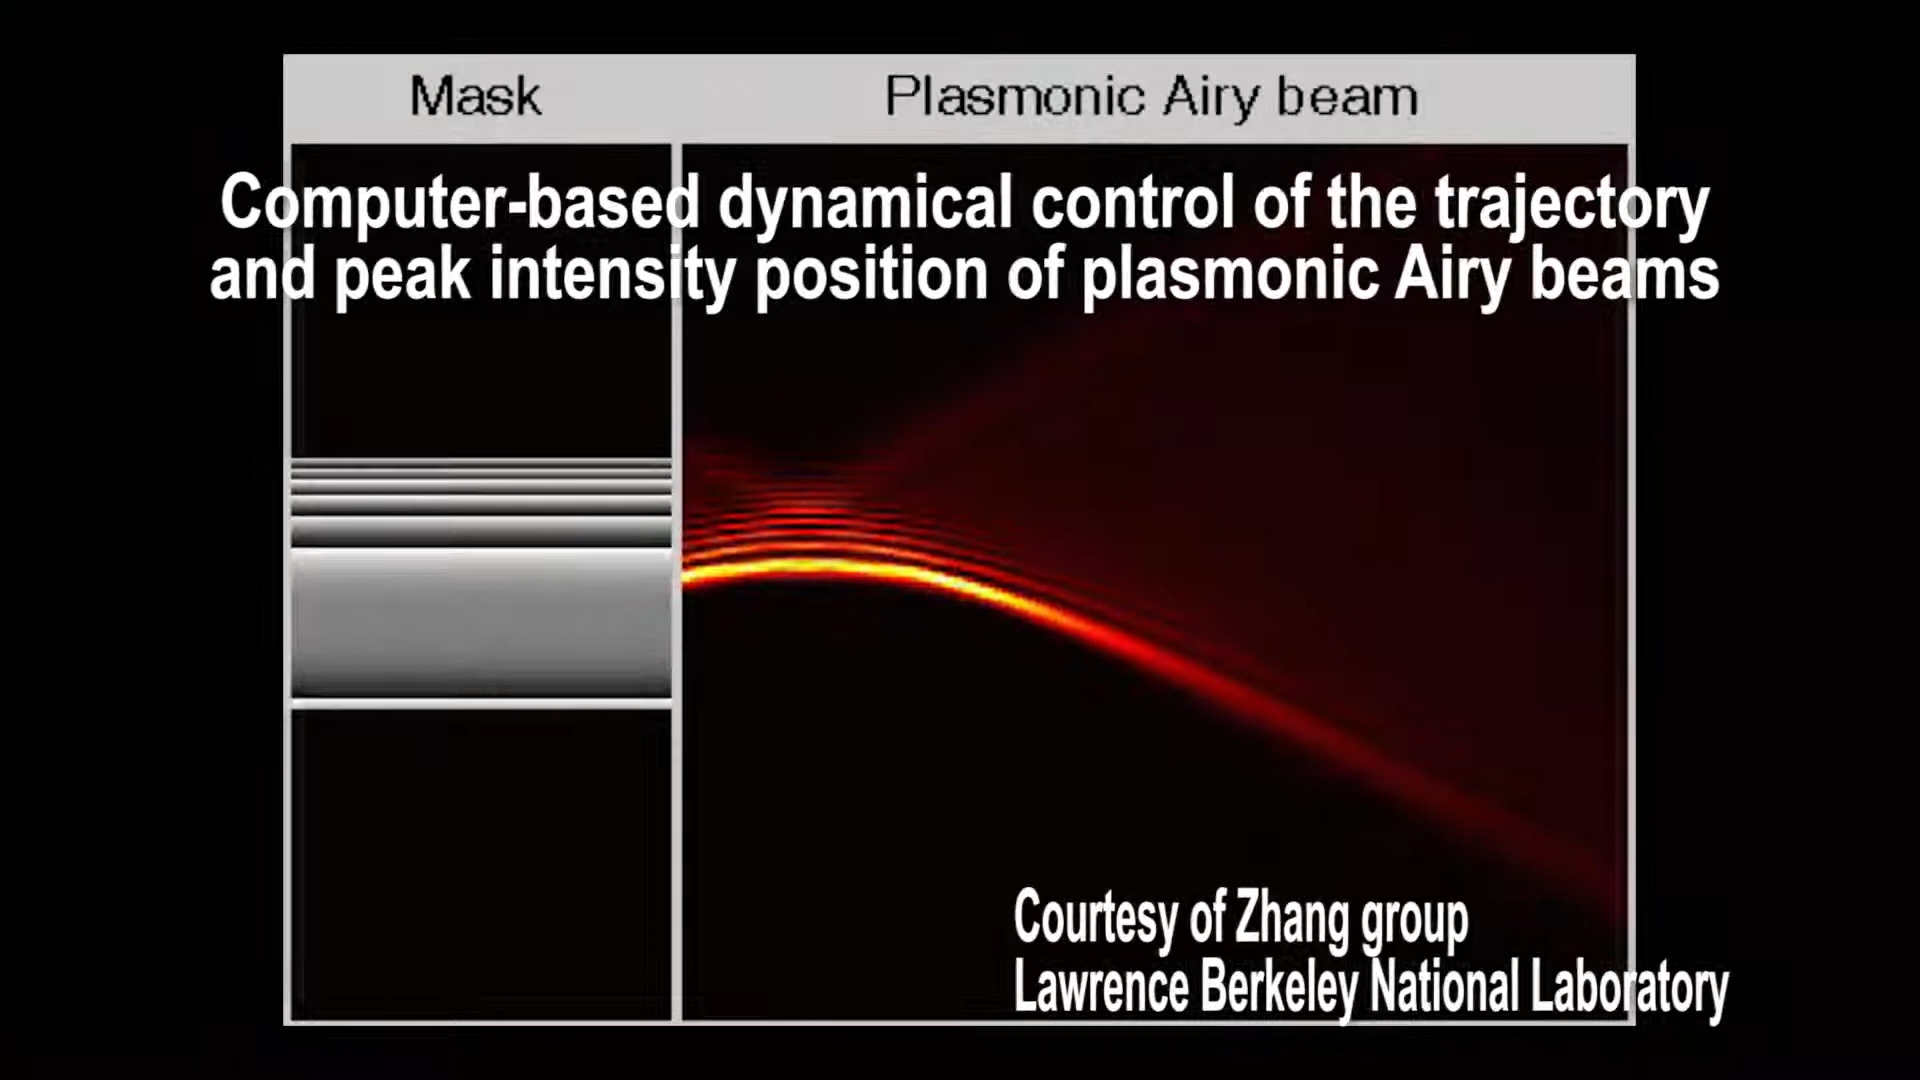 Mask
Plasmonic Airy beam
Computer-based dynamical control of the trajectory
and peak intensity position of plasmonic Airy beams
Courtesy of Zhang group
Lawrence Berkeley National Laboratory